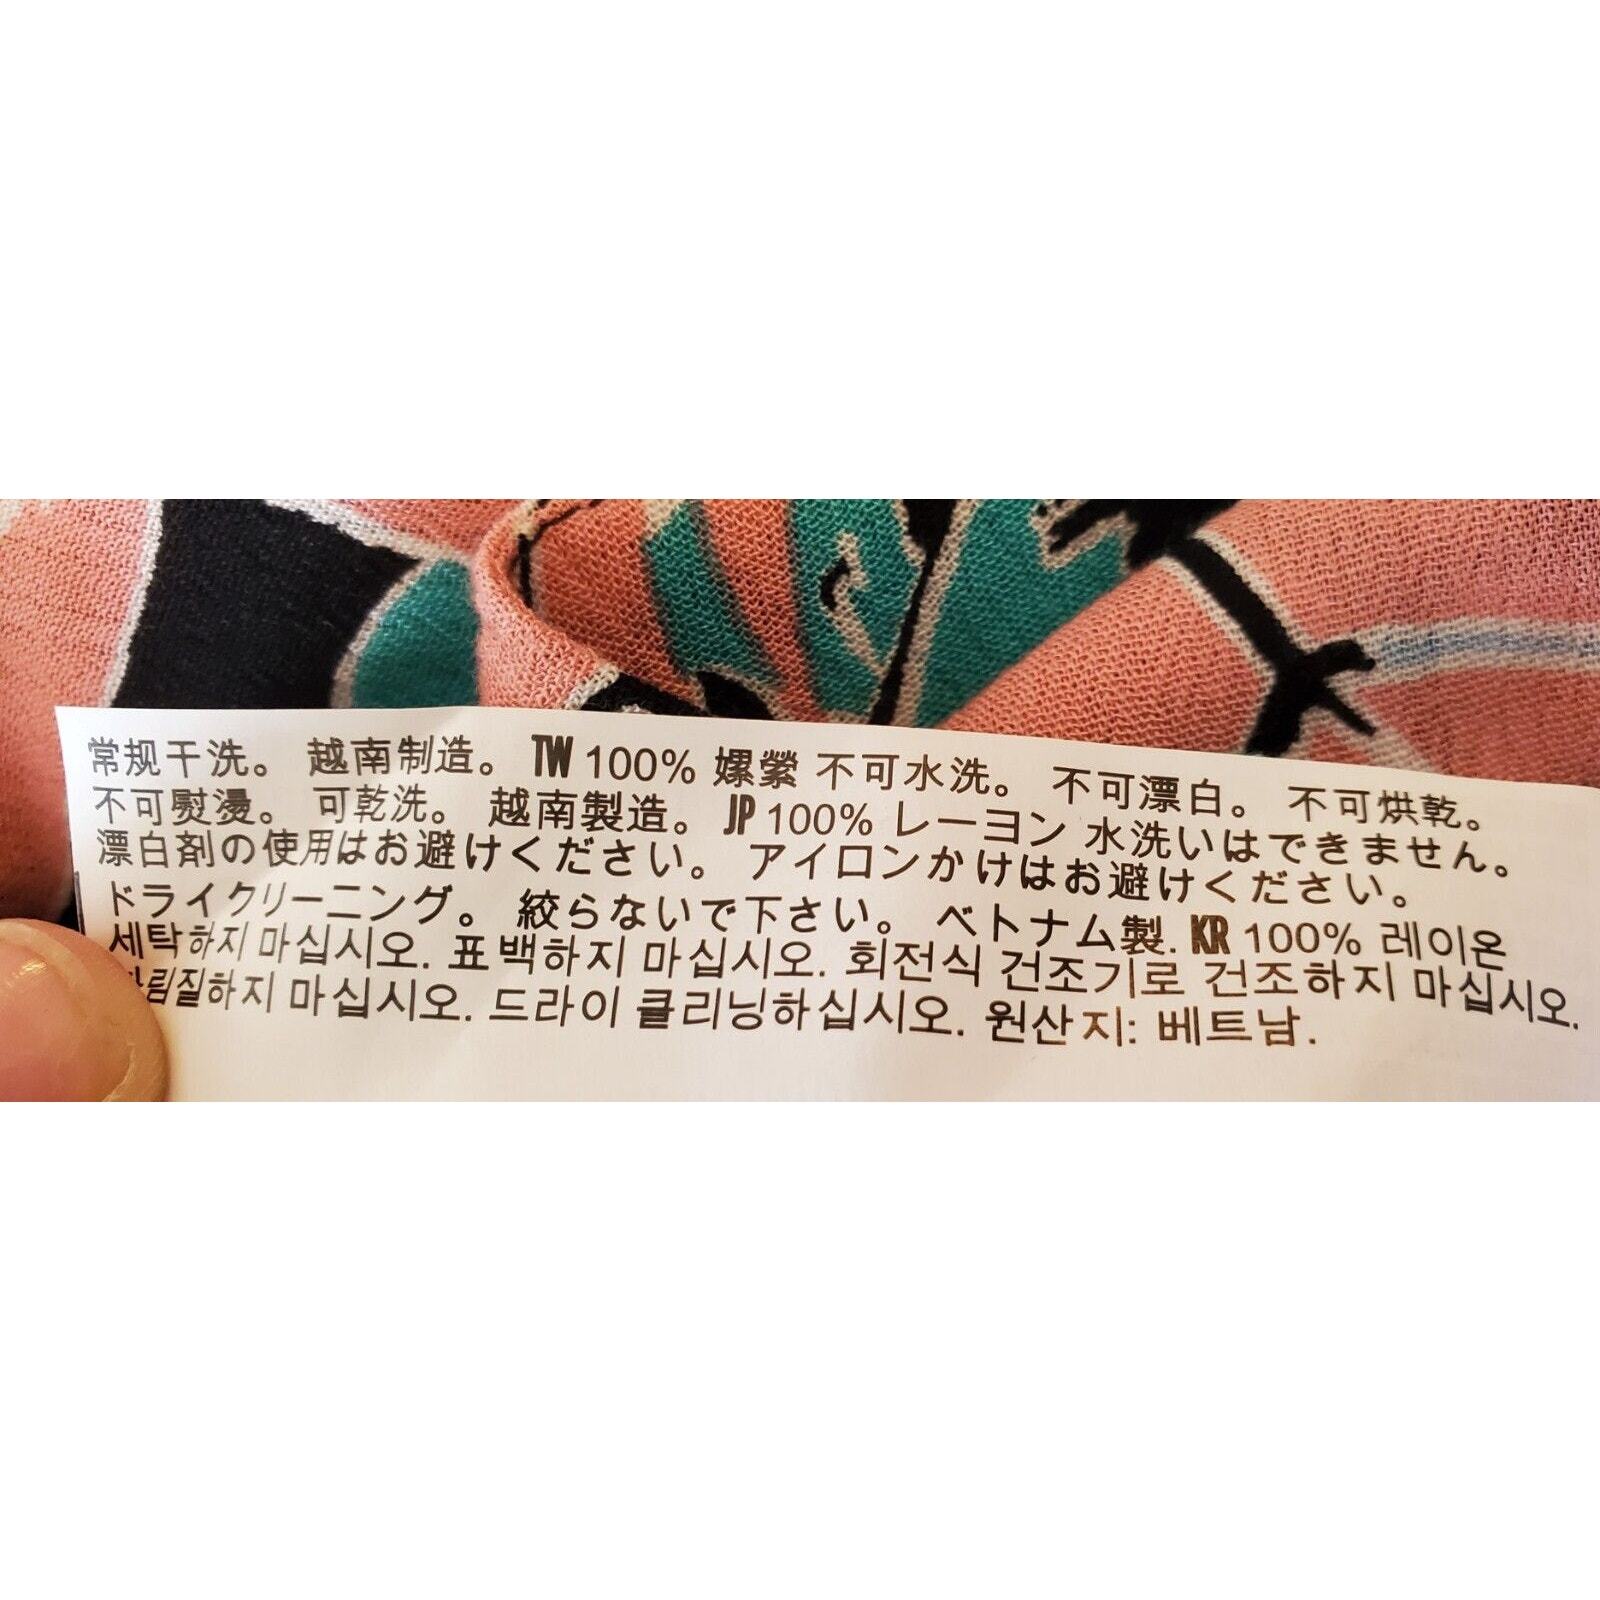 常规干洗。 越南制造。 TW 100% 嫘縈 不可水洗。 不可漂白。 不可烘乾。
不可熨燙。 可乾洗。 越南製造。 JP 100% レーヨン 水洗いはできません。
漂白剤の使用はお避けください。 アイロンかけはお避けください。
ドライクリーニング。 絞らないで下さい。 ベトナム製. KR 100% 레이온
세탁하지 마십시오. 표백하지 마십시오. 회전식 건조기로 건조하지 마십시오.
마십시오. 드라이 클리닝하십시오. 원산지: 베트남.